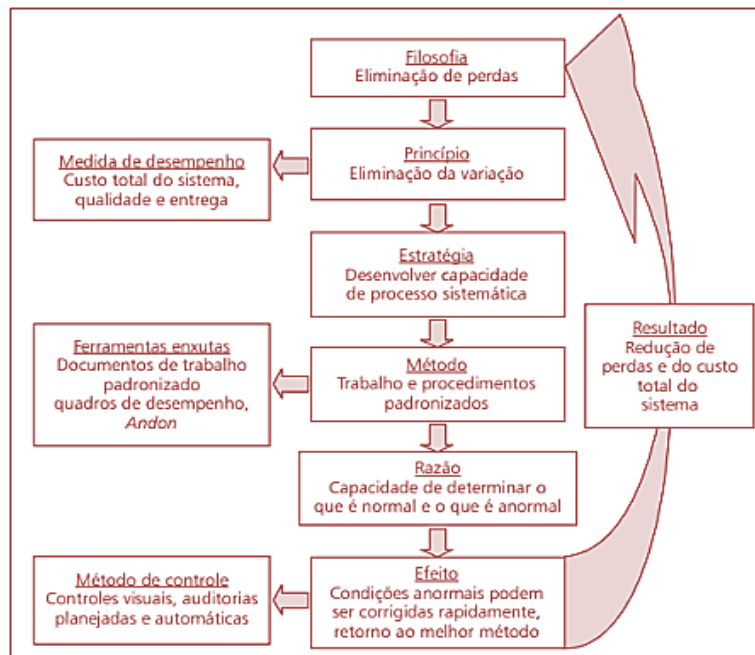 Filosofia
Eliminação de perdas
Medida de desempenho
Custo total do sistema,
qualidade e entrega
Princípio
Eliminação da variação
Estratégia
Desenvolver capacidade
de processo sistemática
Resultado
Redução de
perdas e do custo
total do
sistema
Ferramentas enxutas
Documentos de trabalho
padronizado
quadros de desempenho,
Andon
Método
Trabalho e procedimentos
padronizados
Razão
Capacidade de determinar o
que é normal e o que é anormal
Método de controle
Controles visuais, auditorias
planejadas e automáticas
Efeito
Condições anormais podem
ser corrigidas rapidamente,
retorno ao melhor método